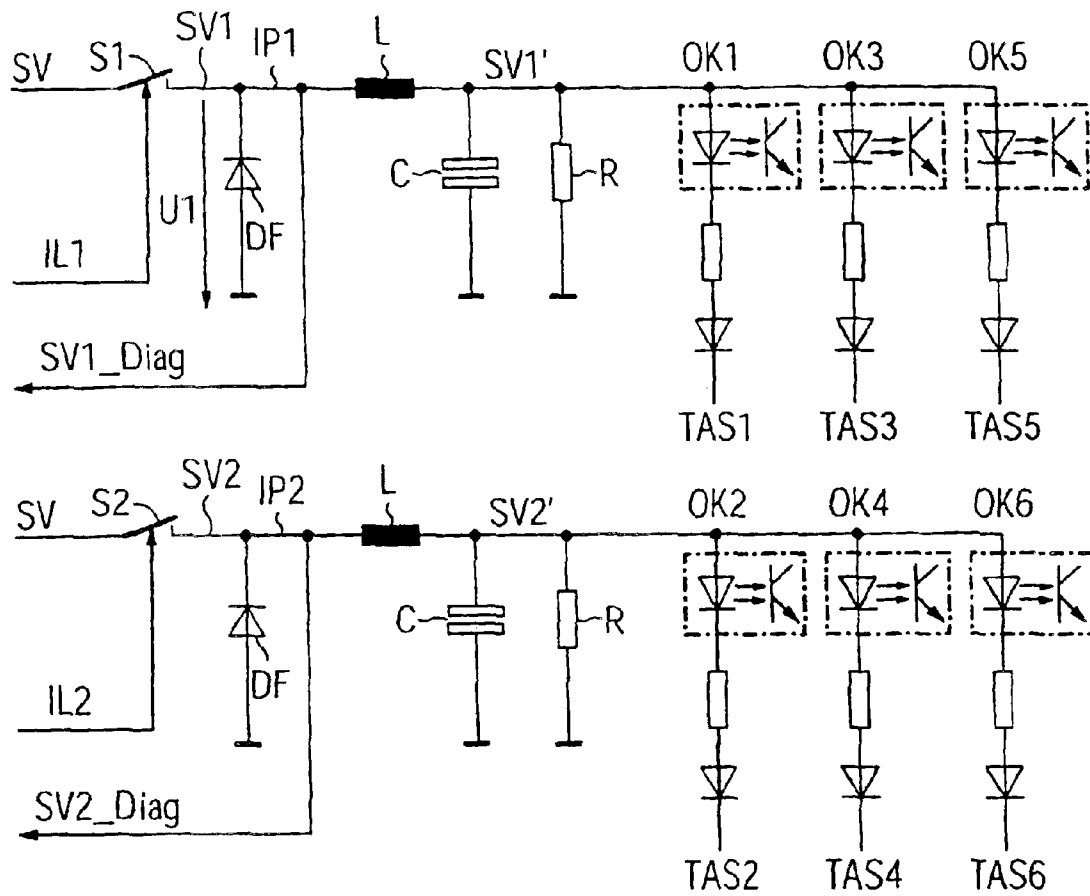 SV S1 SV1 IP1 L SV1' OK1 OK3 OK5
C R
U1 DF
IL1
SV1_Diag
TAS1 TAS3 TAS5
SV S2 SV2 IP2 L SV2' OK2 OK4 OK6
C R
DF
IL2
SV2_Diag
TAS2 TAS4 TAS6